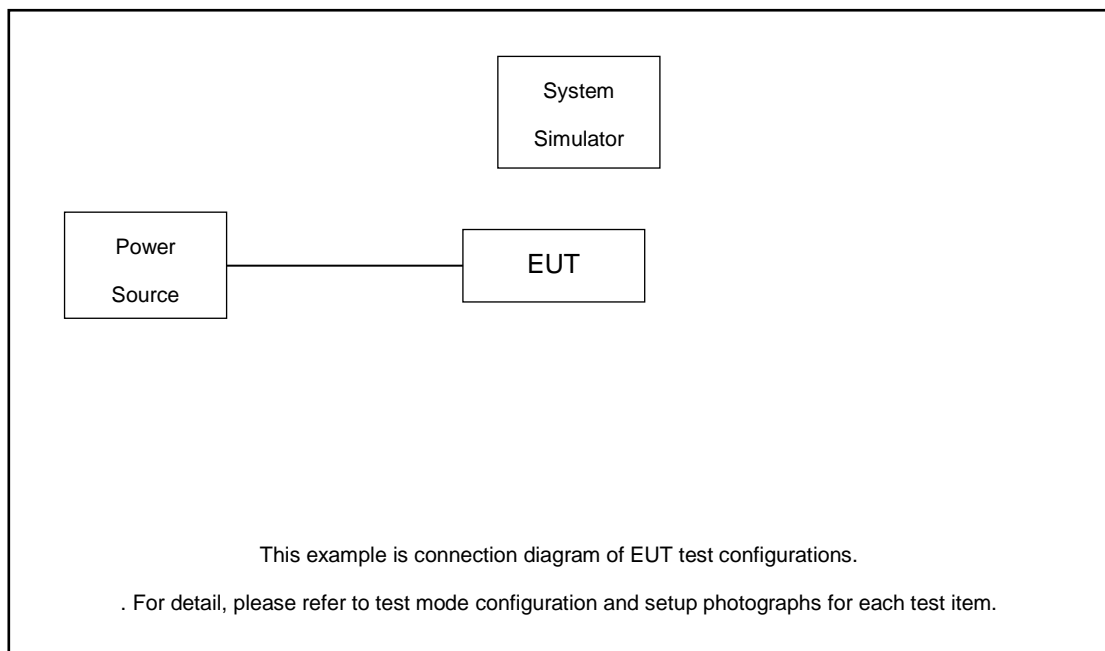 System
Simulator
Power
Source
EUT
This example is connection diagram of EUT test configurations.
. For detail, please refer to test mode configuration and setup photographs for each test item.